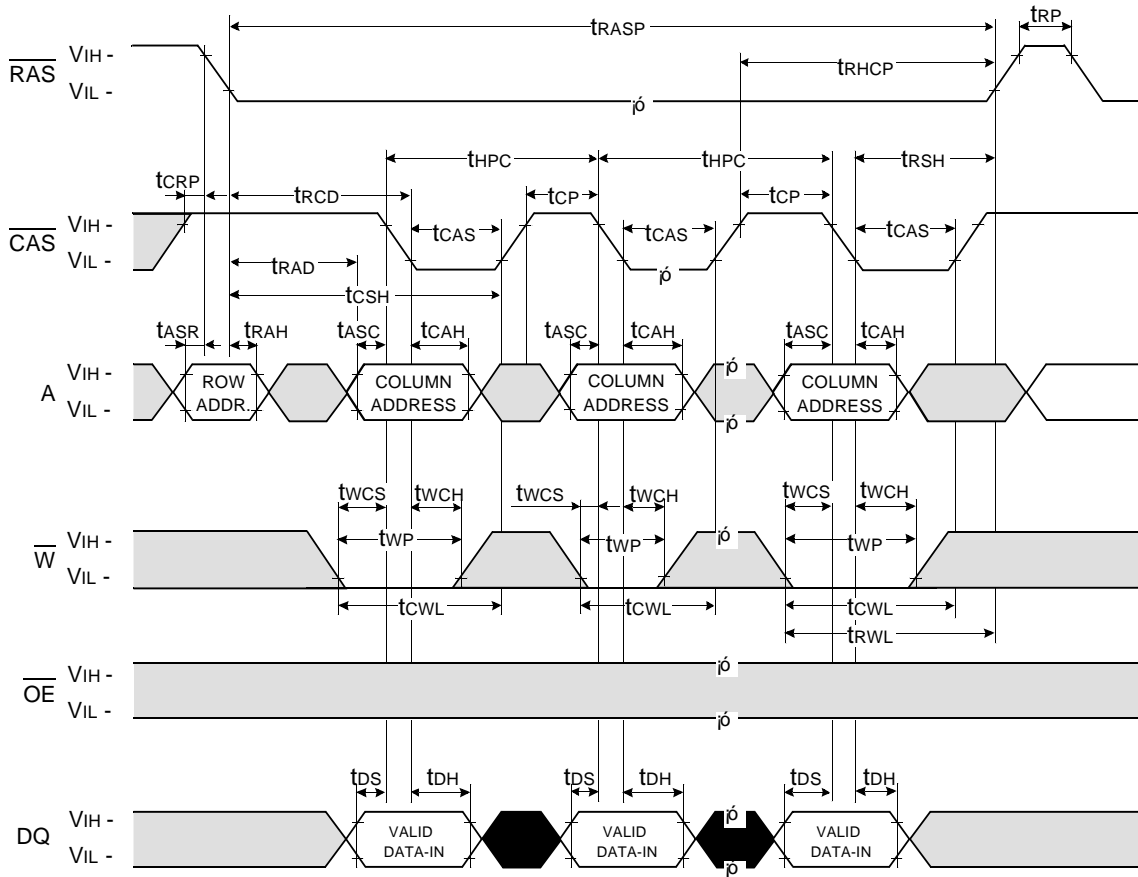 tRASP tRP
RAS VIH -
VIL -
tRHCP
¡ó
tHPC tHPC tRSH
tCRP tRCD tCP tCP
CAS VIH -
VIL -
tCAS tCAS tCAS
¡ó
tRAD
tCSH
tASR tRAH tASC tCAH tASC tCAH tASC tCAH
A VIH -
VIL -
ROW
ADDR.
COLUMN
ADDRESS
COLUMN
ADDRESS
COLUMN
ADDRESS
¡ó
¡ó
tWCS tWCH tWCS tWCH tWCS tWCH
W VIH -
VIL -
tWP tWP tWP
¡ó
tCWL tCWL tCWL
tRWL
OE VIH -
VIL -
¡ó
¡ó
tDS tDH tDS tDH tDS tDH
DQ VIH -
VIL -
VALID
DATA-IN
VALID
DATA-IN
VALID
DATA-IN
¡ó
¡ó